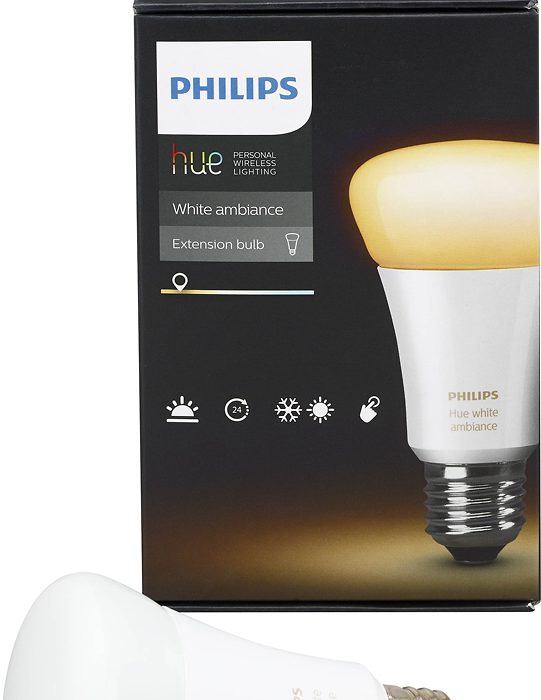 PHILIPS
hue
PERSONAL
WIRELESS
LIGHTING
White ambiance
Extension bulb
24
PHILIPS
Hue white
ambiance